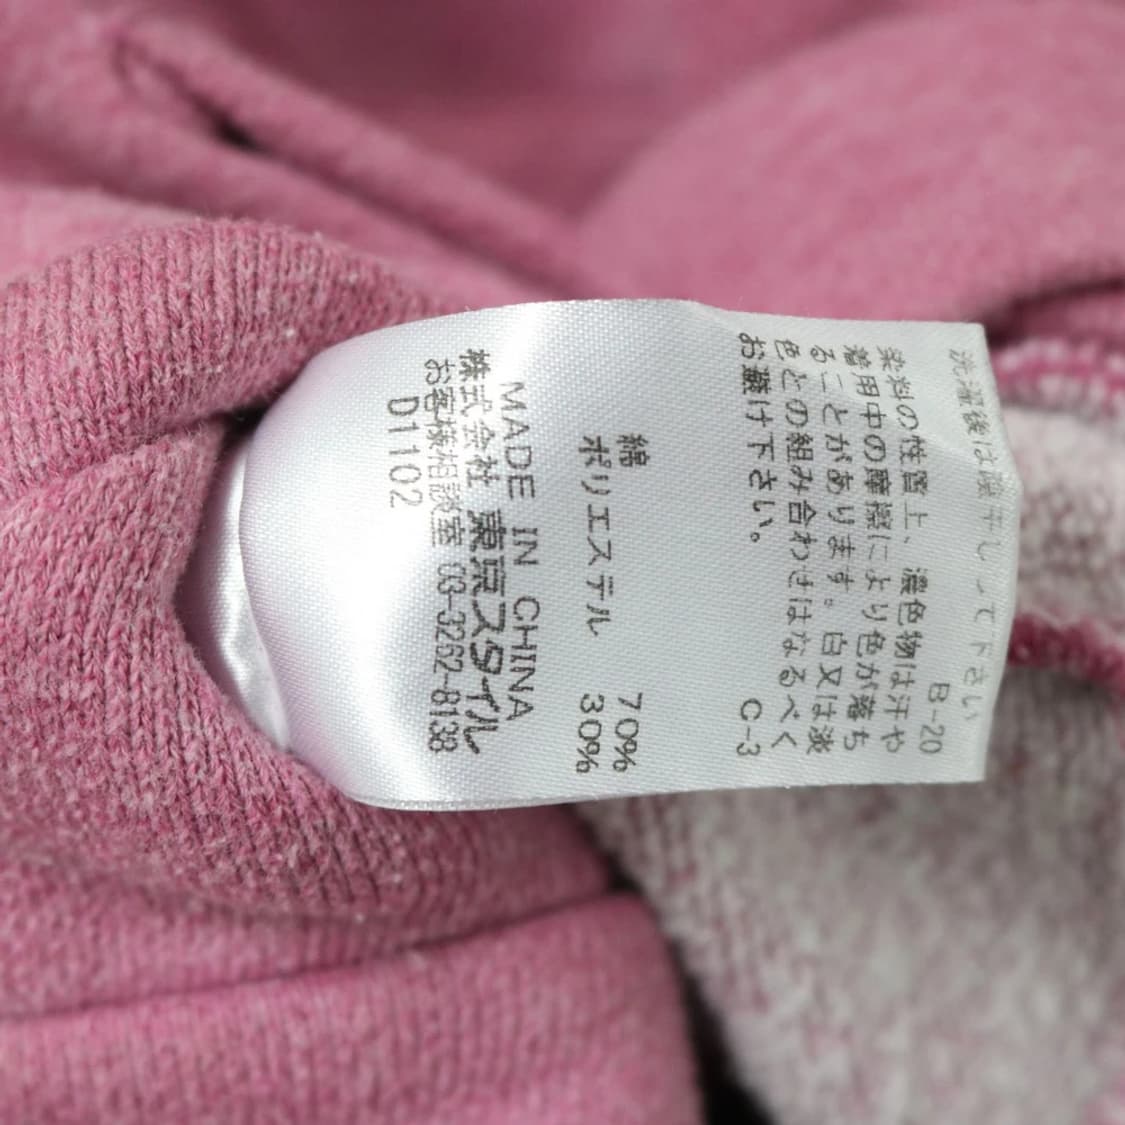 洗濯後は陰干しって下さい
B-20
染料の性質上、濃色物は汗や
着用中の摩擦により色が落ち
ることがあります。白又は淡
色との組み合わせはなるべく
お避け下さい。 C-3
綿 70%
ポリエステル 30%
MADE IN CHINA
株式会社 東京スタイル
お客様相談室 03-3262-8138
D1102